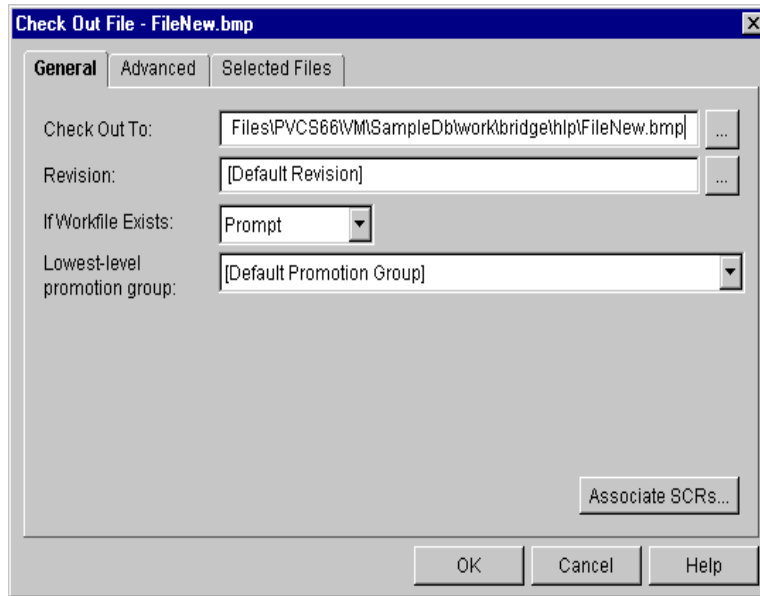 Check Out File - FileNew.bmp
General Advanced Selected Files
Check Out To: Files\PVCS66\VM\SampleDb\work\bridge\hlp\FileNew.bmp ...
Revision: [Default Revision] ...
If Workfile Exists: Prompt
Lowest-level
promotion group: [Default Promotion Group]
Associate SCRs...
OK Cancel Help